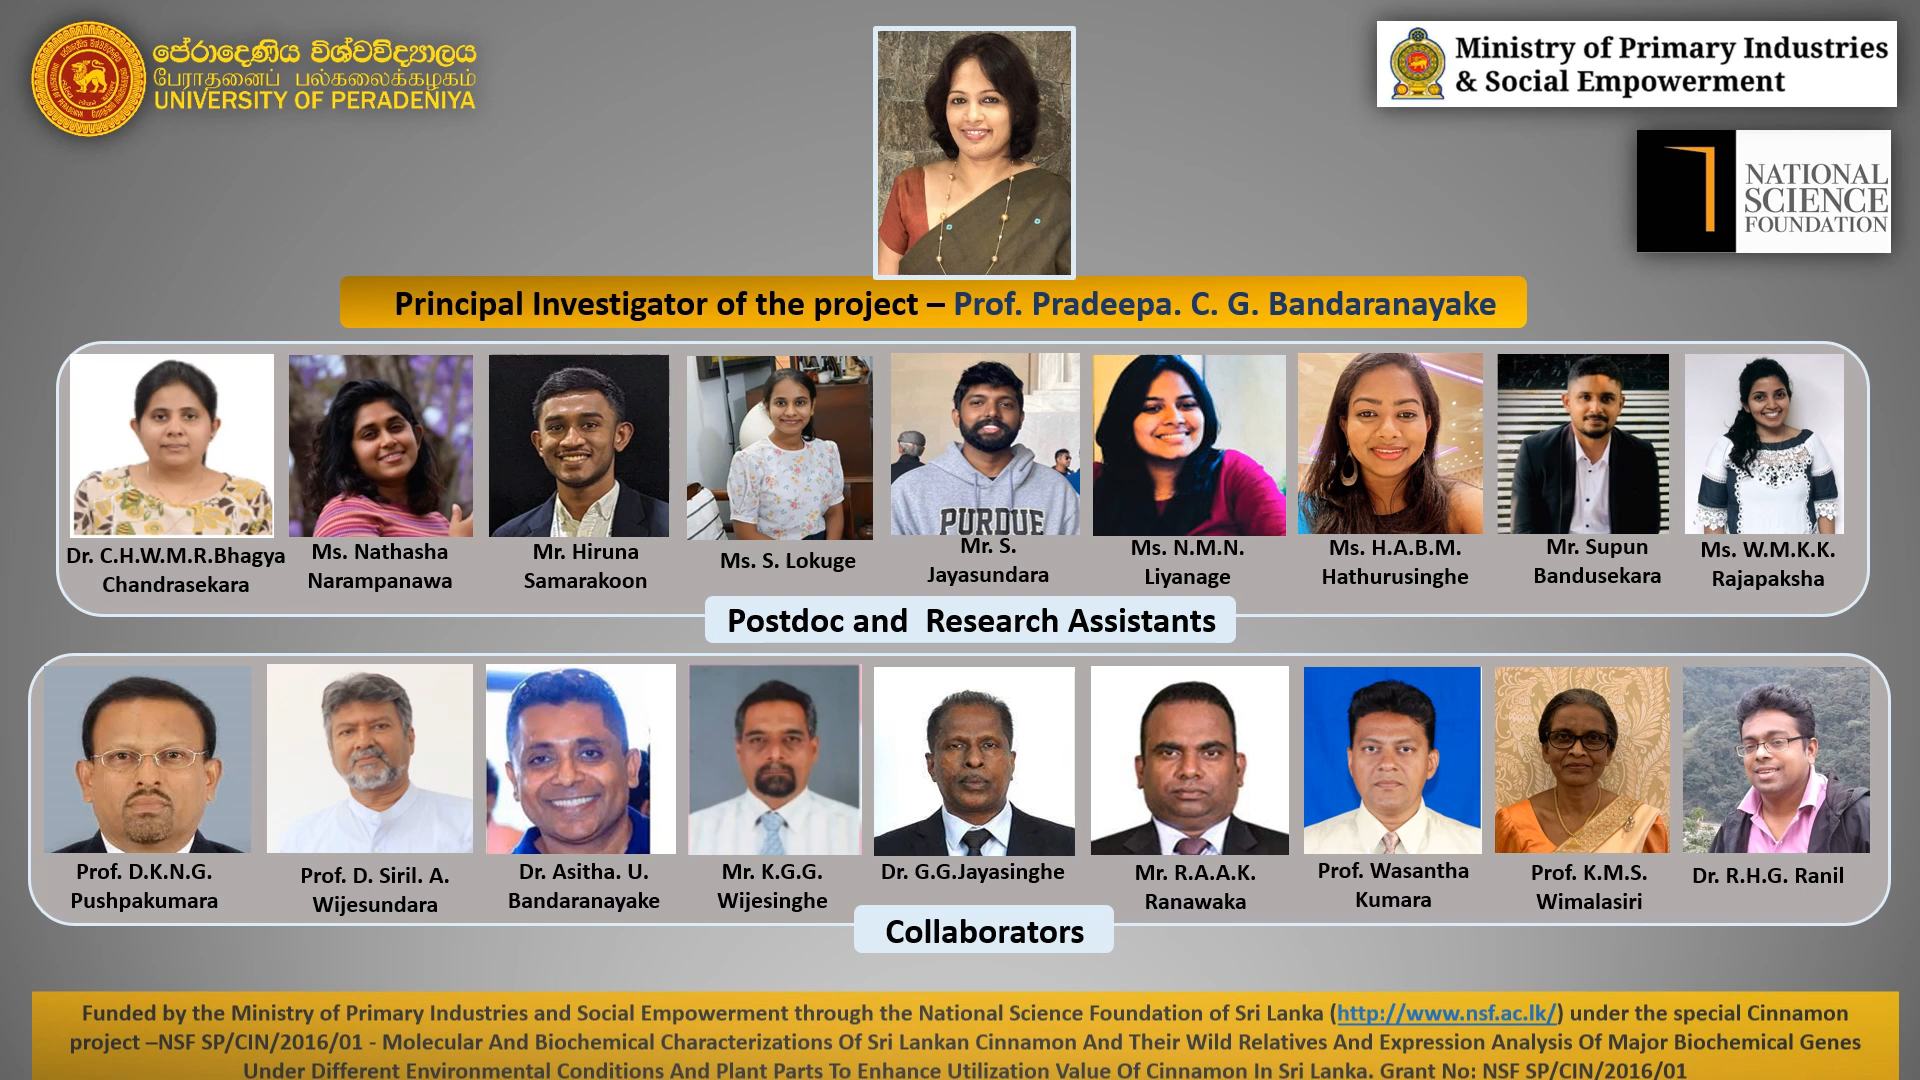 පේරාදෙණිය විශ්වවිද්‍යාලය
பேராதனைப் பல்கலைக்கழகம்
UNIVERSITY OF PERADENIYA
Ministry of Primary Industries
& Social Empowerment
NATIONAL
SCIENCE
FOUNDATION
Principal Investigator of the project – Prof. Pradeepa. C. G. Bandaranayake
PURDUE
Dr. C.H.W.M.R.Bhagya
Chandrasekara
Ms. Nathasha
Narampanawa
Mr. Hiruna
Samarakoon
Ms. S. Lokuge
Mr. S.
Jayasundara
Ms. N.M.N.
Liyanage
Ms. H.A.B.M.
Hathurusinghe
Mr. Supun
Bandusekara
Ms. W.M.K.K.
Rajapaksha
Postdoc and  Research Assistants
Prof. D.K.N.G.
Pushpakumara
Prof. D. Siril. A.
Wijesundara
Dr. Asitha. U.
Bandaranayake
Mr. K.G.G.
Wijesinghe
Dr. G.G.Jayasinghe
Mr. R.A.A.K.
Ranawaka
Prof. Wasantha
Kumara
Prof. K.M.S.
Wimalasiri
Dr. R.H.G. Ranil
Collaborators
Funded by the Ministry of Primary Industries and Social Empowerment through the National Science Foundation of Sri Lanka (http://www.nsf.ac.lk/) under the special Cinnamon
project –NSF SP/CIN/2016/01 - Molecular And Biochemical Characterizations Of Sri Lankan Cinnamon And Their Wild Relatives And Expression Analysis Of Major Biochemical Genes
Under Different Environmental Conditions And Plant Parts To Enhance Utilization Value Of Cinnamon In Sri Lanka. Grant No: NSF SP/CIN/2016/01